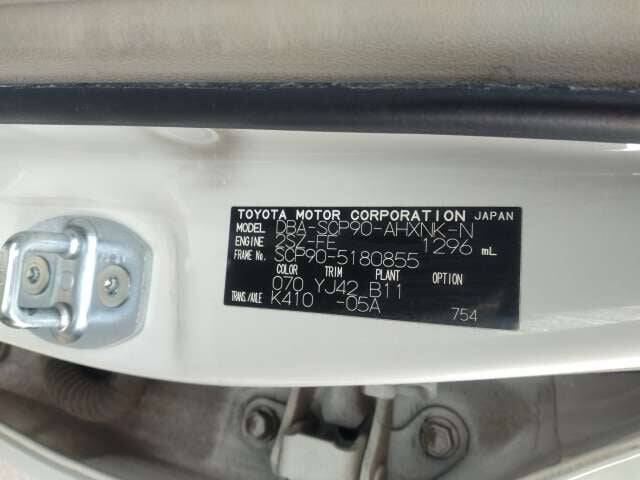 TOYOTA MOTOR CORPORATION JAPAN
MODEL DBA-SCP90-AHXNK-N
ENGINE 2SZ-FE 1296 mL
FRAME No. SCP90-5180855
COLOR TRIM PLANT OPTION
070 YJ42 B11
TRANS./AXLE K410 -05A
754